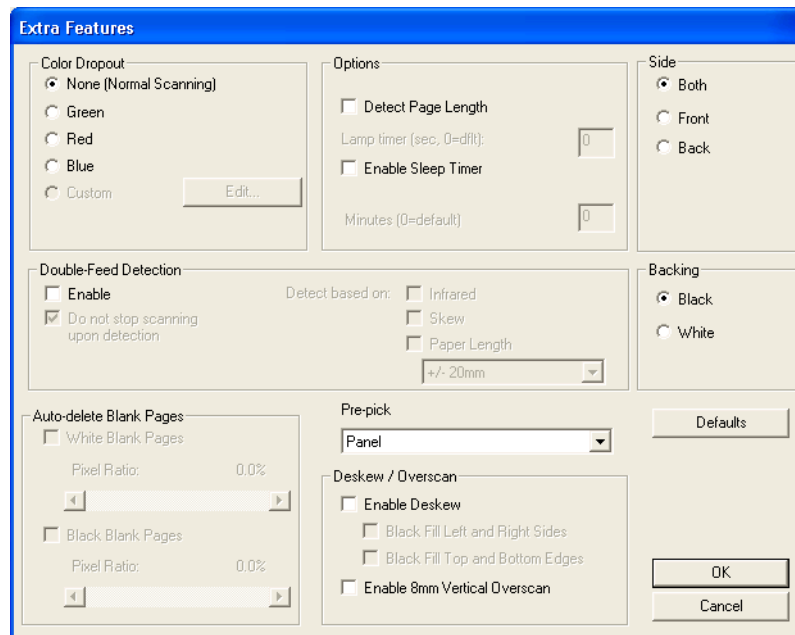 Extra Features
Color Dropout
None (Normal Scanning)
Green
Red
Blue
Custom
Edit...
Options
Detect Page Length
Lamp timer (sec, 0=dflt):
0
Enable Sleep Timer
Minutes (0=default)
0
Side
Both
Front
Back
Double-Feed Detection
Enable
Do not stop scanning
upon detection
Detect based on:
Infrared
Skew
Paper Length
+/- 20mm
Backing
Black
White
Auto-delete Blank Pages
White Blank Pages
Pixel Ratio:
0.0%
Black Blank Pages
Pixel Ratio:
0.0%
Pre-pick
Panel
Deskew / Overscan
Enable Deskew
Black Fill Left and Right Sides
Black Fill Top and Bottom Edges
Enable 8mm Vertical Overscan
Defaults
OK
Cancel